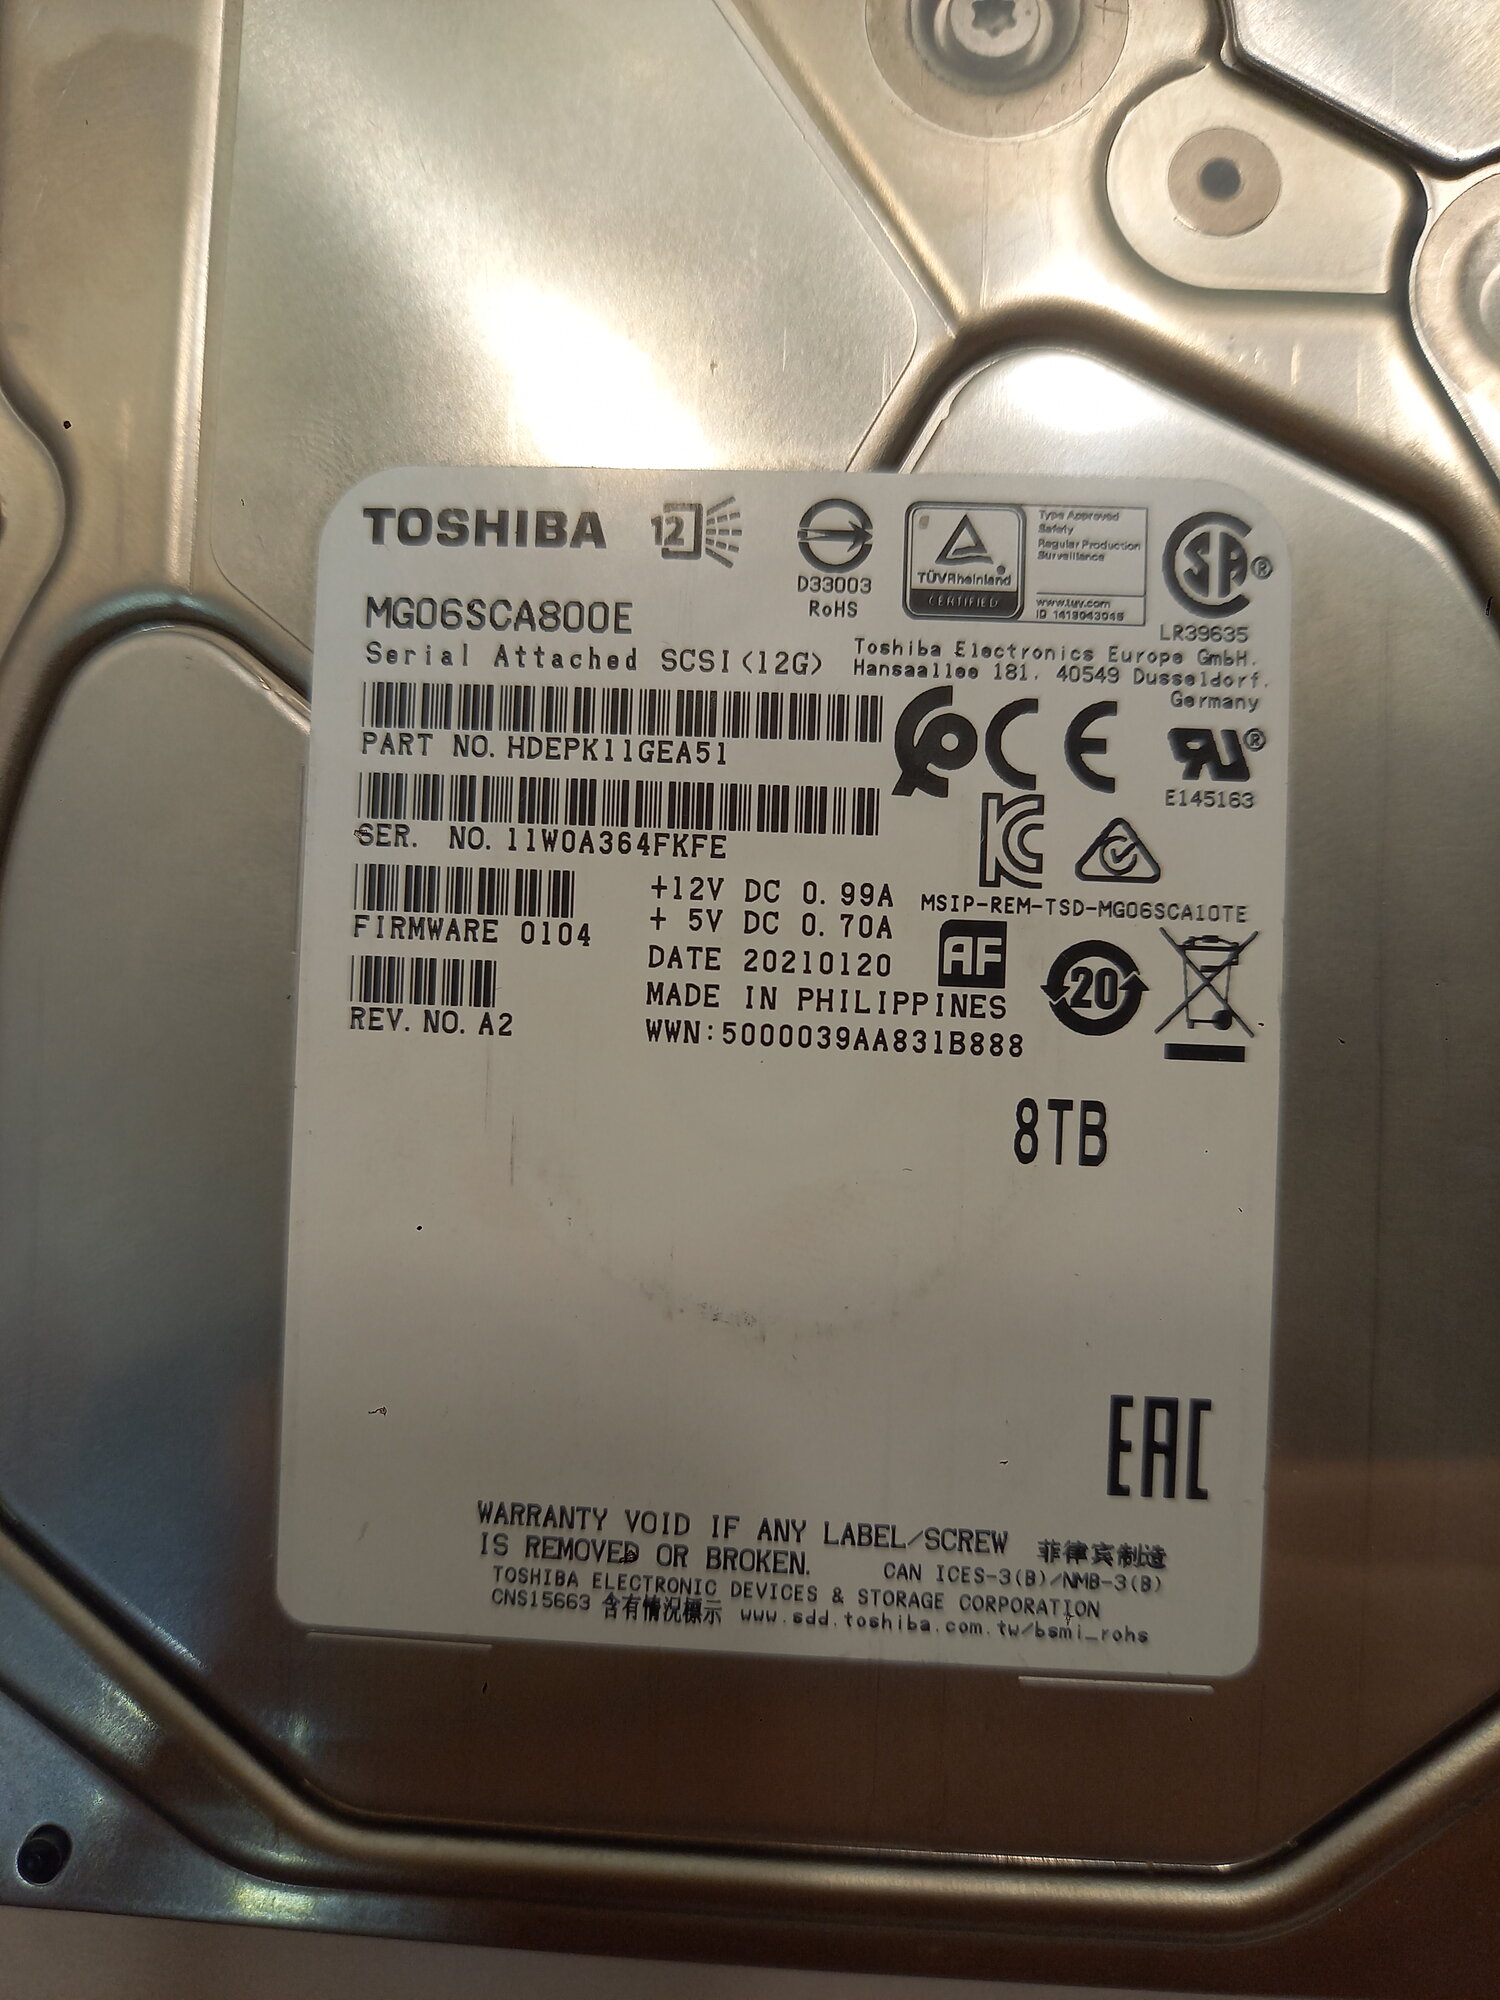 TOSHIBA
12
D33003
RoHS
TÜVRheinland
CERTIFIED
Type Approved
Safety
Regular Production
Surveillance
www.tuv.com
ID 1419043048
SA®
LR39635
MG06SCA800E
Serial Attached SCSI(12G)
Toshiba Electronics Europe GmbH.
Hansaallee 181, 40549 Dusseldorf,
Germany
PART NO. HDEPK11GEA51
CE
E145163
SER. NO. 11W0A364FKFE
+12V DC 0.99A
MSIP-REM-TSD-MG06SCA10TE
FIRMWARE 0104
+ 5V DC 0.70A
AF
DATE 20210120
20
MADE IN PHILIPPINES
REV. NO. A2
WWN:5000039AA831B888
8TB
EAC
WARRANTY VOID IF ANY LABEL/SCREW
IS REMOVED OR BROKEN.
菲律宾制造
CAN ICES-3(B)/NMB-3(B)
TOSHIBA ELECTRONIC DEVICES & STORAGE CORPORATION
CNS15663 含有情況標示 www.sdd.toshiba.com.tw/bsmi_rohs